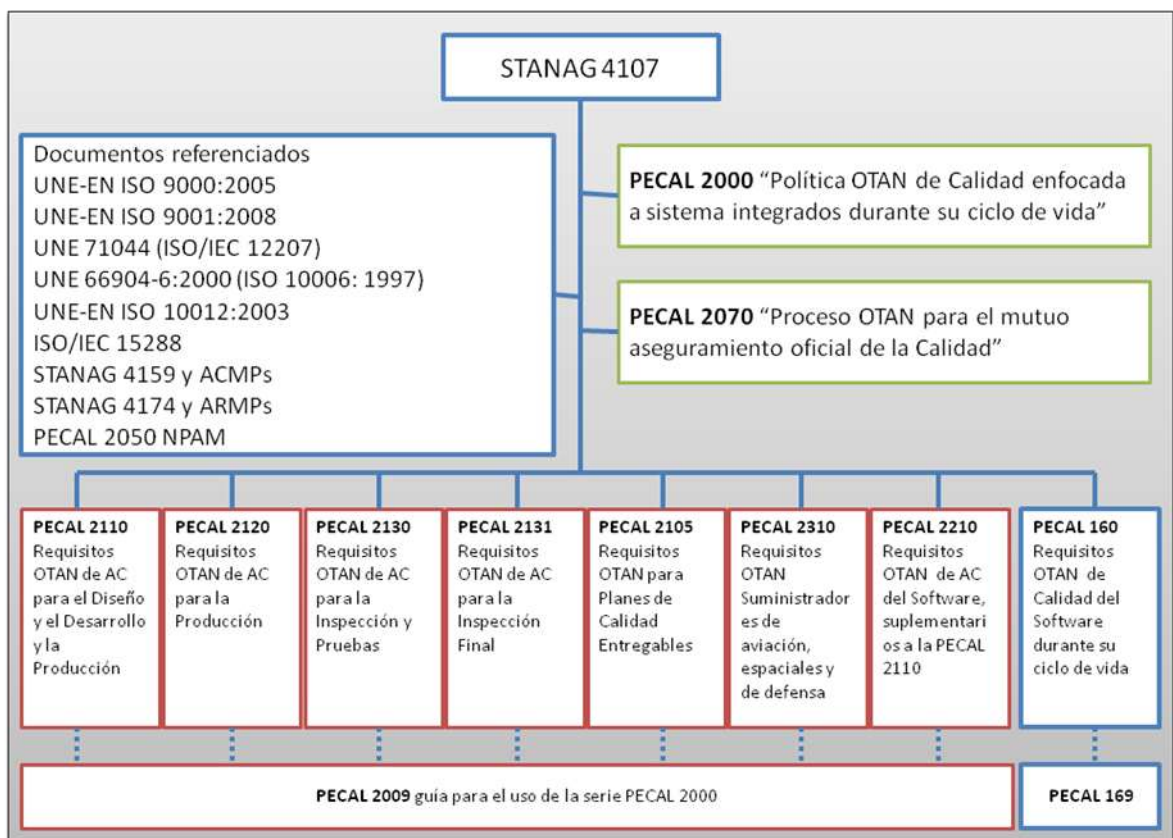 STANAG 4107
Documentos referenciados
UNE-EN ISO 9000:2005
UNE-EN ISO 9001:2008
UNE 71044 (ISO/IEC 12207)
UNE 66904-6:2000 (ISO 10006: 1997)
UNE-EN ISO 10012:2003
ISO/IEC 15288
STANAG 4159 y ACMPs
STANAG 4174 y ARMPs
PECAL 2050 NPAM
PECAL 2000 “Política OTAN de Calidad enfocada
a sistema integrados durante su ciclo de vida”
PECAL 2070 “Proceso OTAN para el mutuo
aseguramiento oficial de la Calidad”
PECAL 2110
Requisitos
OTAN de AC
para el Diseño
y el Desarrollo
y la
Producción
PECAL 2120
Requisitos
OTAN de AC
para la
Producción
PECAL 2130
Requisitos
OTAN de AC
para la
Inspección y
Pruebas
PECAL 2131
Requisitos
OTAN de AC
para la
Inspección
Final
PECAL 2105
Requisitos
OTAN para
Planes de
Calidad
Entregables
PECAL 2310
Requisitos
OTAN
Suministrador
es de
aviación,
espaciales y
de defensa
PECAL 2210
Requisitos
OTAN de AC
del Software,
suplementari
os a la PECAL
2110
PECAL 160
Requisitos
OTAN de
Calidad del
Software
durante su
ciclo de vida
PECAL 2009 guía para el uso de la serie PECAL 2000
PECAL 169